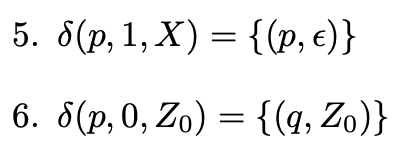 5. δ(p, 1, X) = {(p, ϵ)}
6. δ(p, 0, Z₀) = {(q, Z₀)}